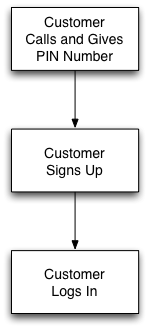 Customer
Calls and Gives
PIN Number
Customer
Signs Up
Customer
Logs In